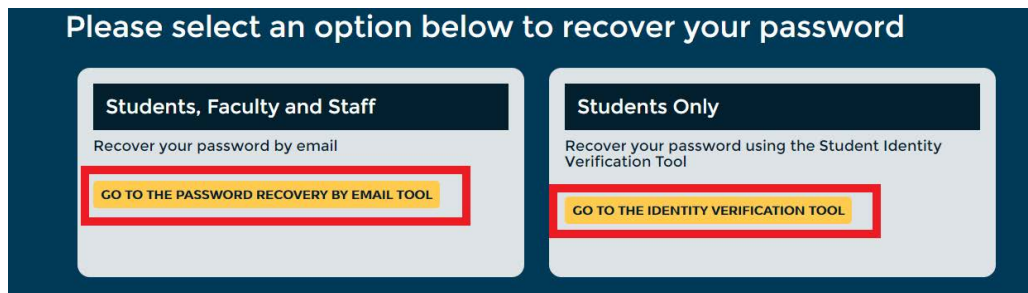 Please select an option below to recover your password
Students, Faculty and Staff
Recover your password by email
GO TO THE PASSWORD RECOVERY BY EMAIL TOOL
Students Only
Recover your password using the Student Identity
Verification Tool
GO TO THE IDENTITY VERIFICATION TOOL